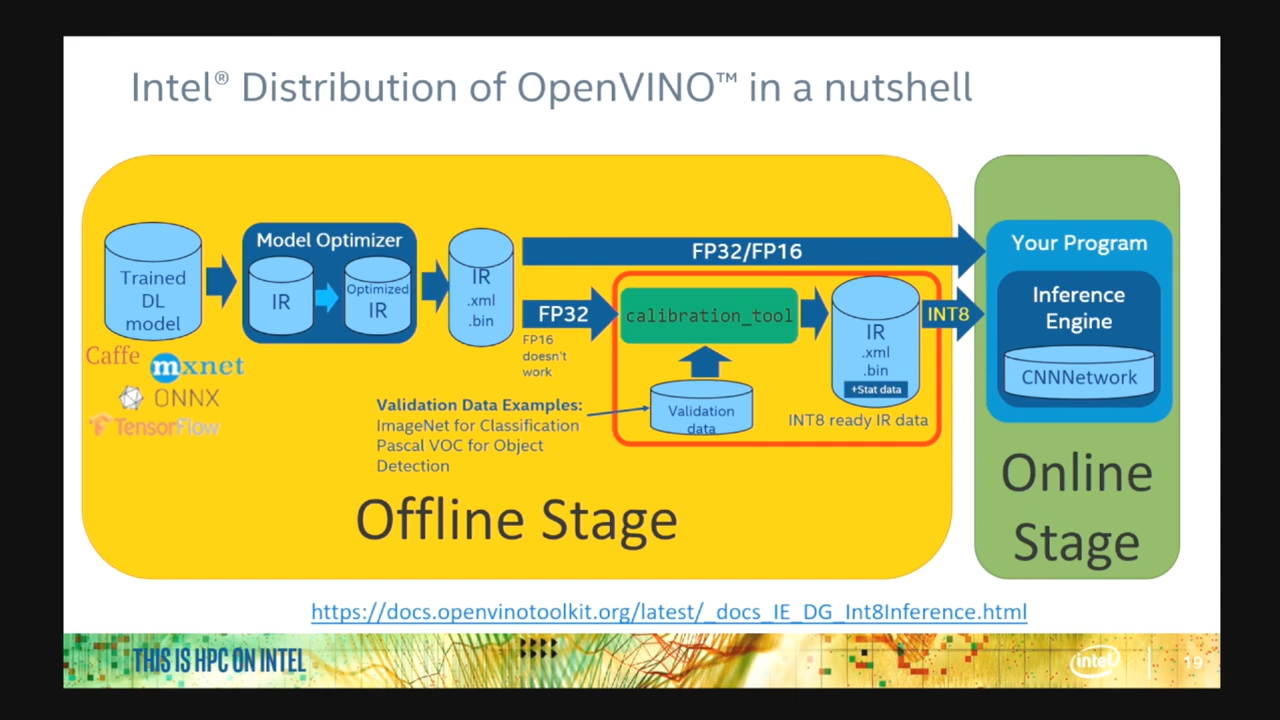 Intel® Distribution of OpenVINO™ in a nutshell
Trained
DL
model
Caffe
mxnet
ONNX
TensorFlow
Model Optimizer
IR
Optimized
IR
IR
.xml
.bin
FP32/FP16
FP32
FP16
doesn't
work
calibration_tool
Validation
data
Validation Data Examples:
ImageNet for Classification
Pascal VOC for Object
Detection
IR
.xml
.bin
+Stat data
INT8 ready IR data
INT8
Offline Stage
Your Program
Inference
Engine
CNNNetwork
Online
Stage
https://docs.openvinotoolkit.org/latest/_docs_IE_DG_Int8Inference.html
THIS IS HPC ON INTEL
intel
19